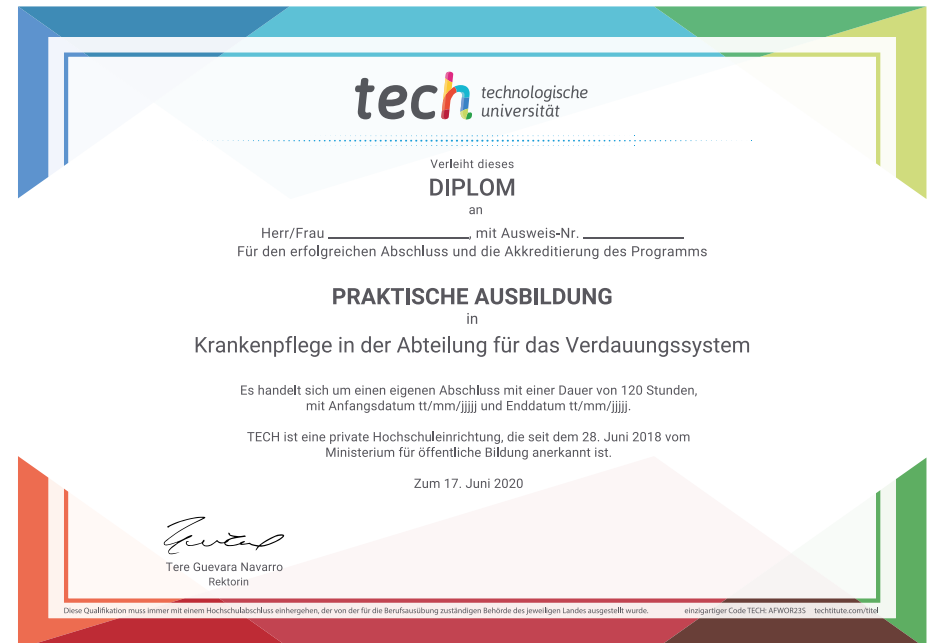 tech technologische
universität
Verleiht dieses
DIPLOM
an
Herr/Frau ____________, mit Ausweis-Nr. ____________
Für den erfolgreichen Abschluss und die Akkreditierung des Programms
PRAKTISCHE AUSBILDUNG
in
Krankenpflege in der Abteilung für das Verdauungssystem
Es handelt sich um einen eigenen Abschluss mit einer Dauer von 120 Stunden,
mit Anfangsdatum tt/mm/jjjjj und Enddatum tt/mm/jjjjj.
TECH ist eine private Hochschuleinrichtung, die seit dem 28. Juni 2018 vom
Ministerium für öffentliche Bildung anerkannt ist.
Zum 17. Juni 2020
Tere Guevara Navarro
Rektorin
Diese Qualifikation muss immer mit einem Hochschulabschluss einhergehen, der von der für die Berufsausübung zuständigen Behörde des jeweiligen Landes ausgestellt wurde. einzigartiger Code TECH: AFWOR23S techtitute.com/titel